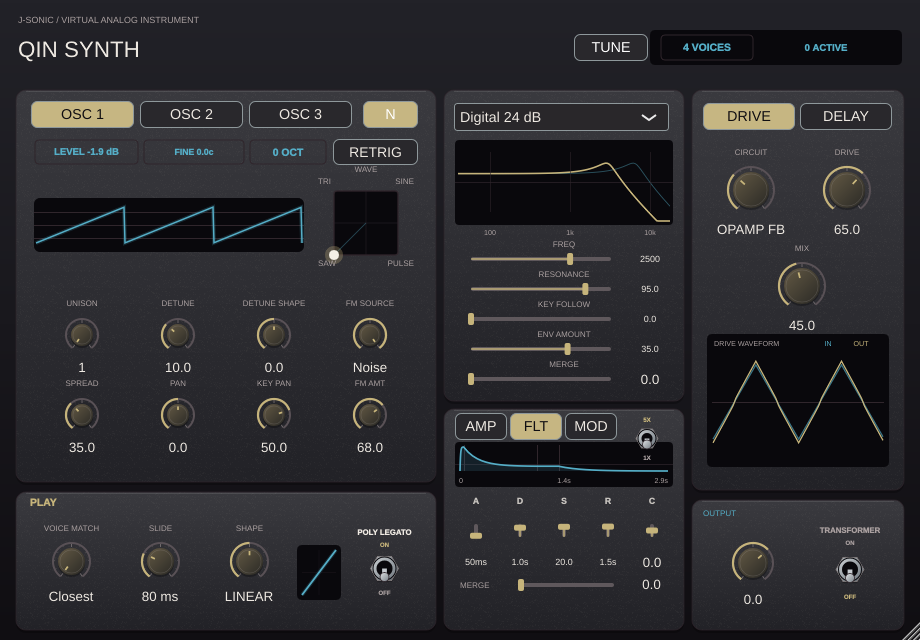 J-SONIC / VIRTUAL ANALOG INSTRUMENT
QIN SYNTH
TUNE
4 VOICES
0 ACTIVE
OSC 1
OSC 2
OSC 3
N
LEVEL -1.9 dB
FINE 0.0c
0 OCT
RETRIG
WAVE
TRI
SINE
SAW
PULSE
UNISON
DETUNE
DETUNE SHAPE
FM SOURCE
1
10.0
0.0
Noise
SPREAD
PAN
KEY PAN
FM AMT
35.0
0.0
50.0
68.0
PLAY
VOICE MATCH
SLIDE
SHAPE
POLY LEGATO
ON
OFF
Closest
80 ms
LINEAR
Digital 24 dB
100
1k
10k
FREQ
2500
RESONANCE
95.0
KEY FOLLOW
0.0
ENV AMOUNT
35.0
MERGE
0.0
AMP
FLT
MOD
5X
1X
0
1.4s
2.9s
A
D
S
R
C
50ms
1.0s
20.0
1.5s
0.0
MERGE
0.0
DRIVE
DELAY
CIRCUIT
DRIVE
OPAMP FB
65.0
MIX
45.0
DRIVE WAVEFORM
IN
OUT
OUTPUT
TRANSFORMER
ON
OFF
0.0